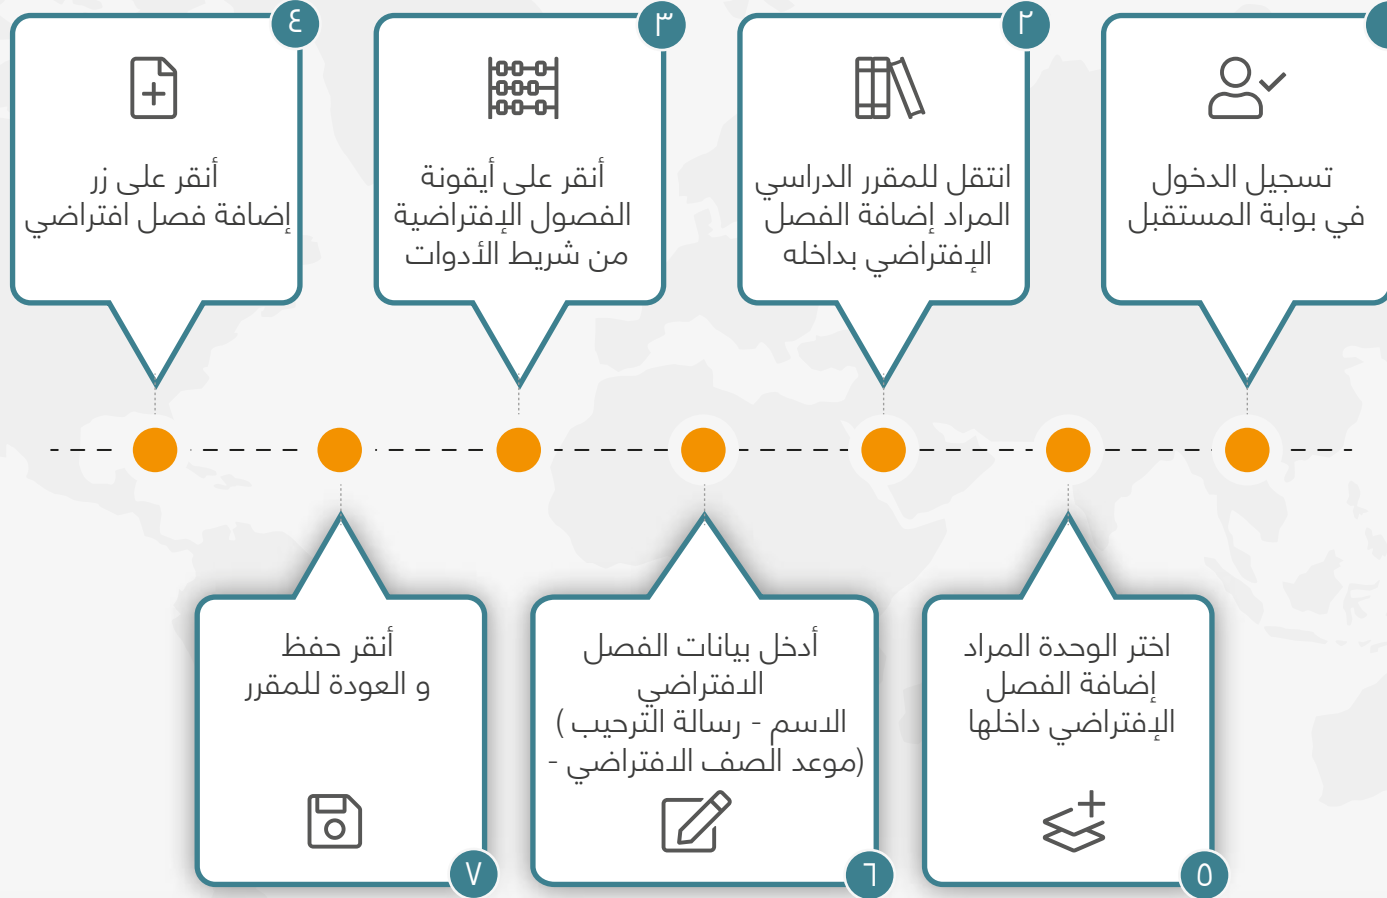 تسجيل الدخول
في بوابة المستقبل
٢
انتقل للمقرر الدراسي
المراد إضافة الفصل
الإفتراضي بداخله
٣
أنقر على أيقونة
الفصول الإفتراضية
من شريط الأدوات
٤
أنقر على زر
إضافة فصل افتراضي
اختر الوحدة المراد
إضافة الفصل
الإفتراضي داخلها
٥
أدخل بيانات الفصل
الافتراضي
الاسم - رسالة الترحيب )
(موعد الصف الافتراضي -
٦
أنقر حفظ
و العودة للمقرر
٧